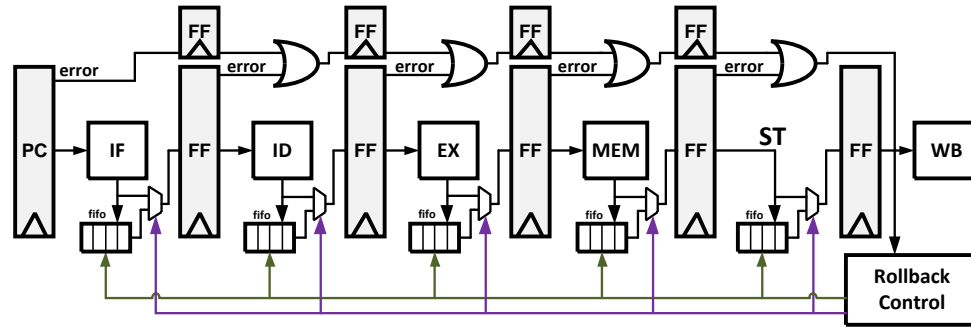 FF
FF
FF
FF
error
error
error
error
error
PC
IF
FF
ID
FF
EX
FF
MEM
FF
ST
FF
WB
fifo
fifo
fifo
fifo
fifo
Rollback
Control